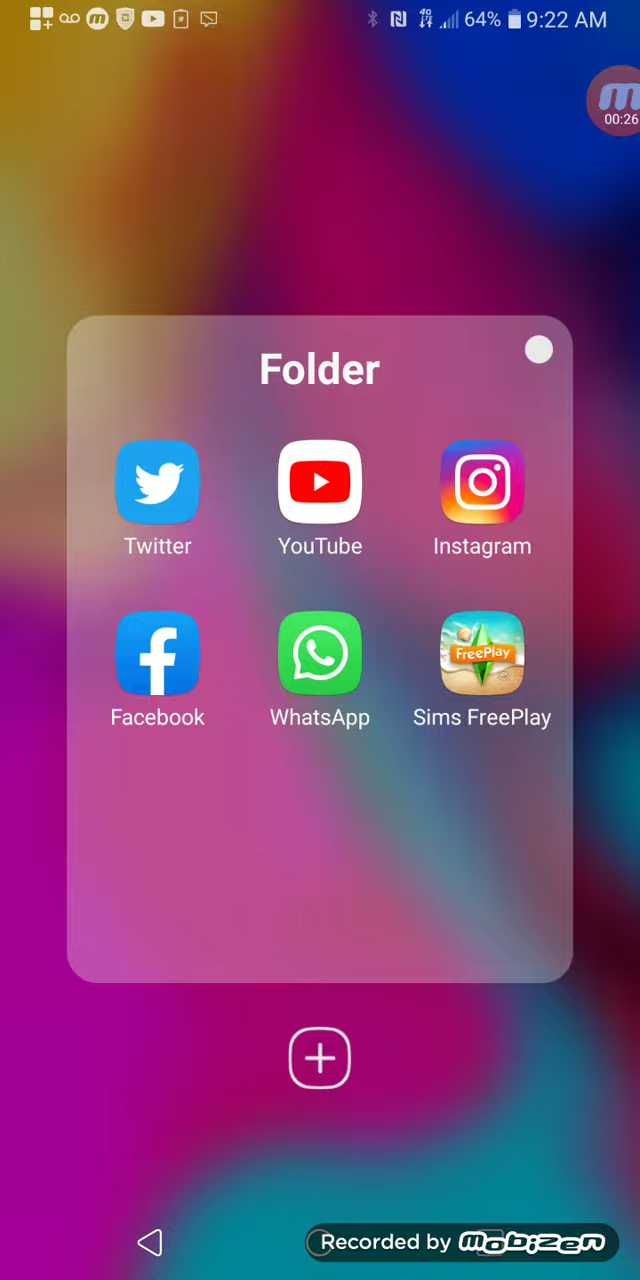 64% 9:22 AM
00:26
Folder
Twitter YouTube Instagram
FreePlay
Facebook WhatsApp Sims FreePlay
Recorded by mobizen